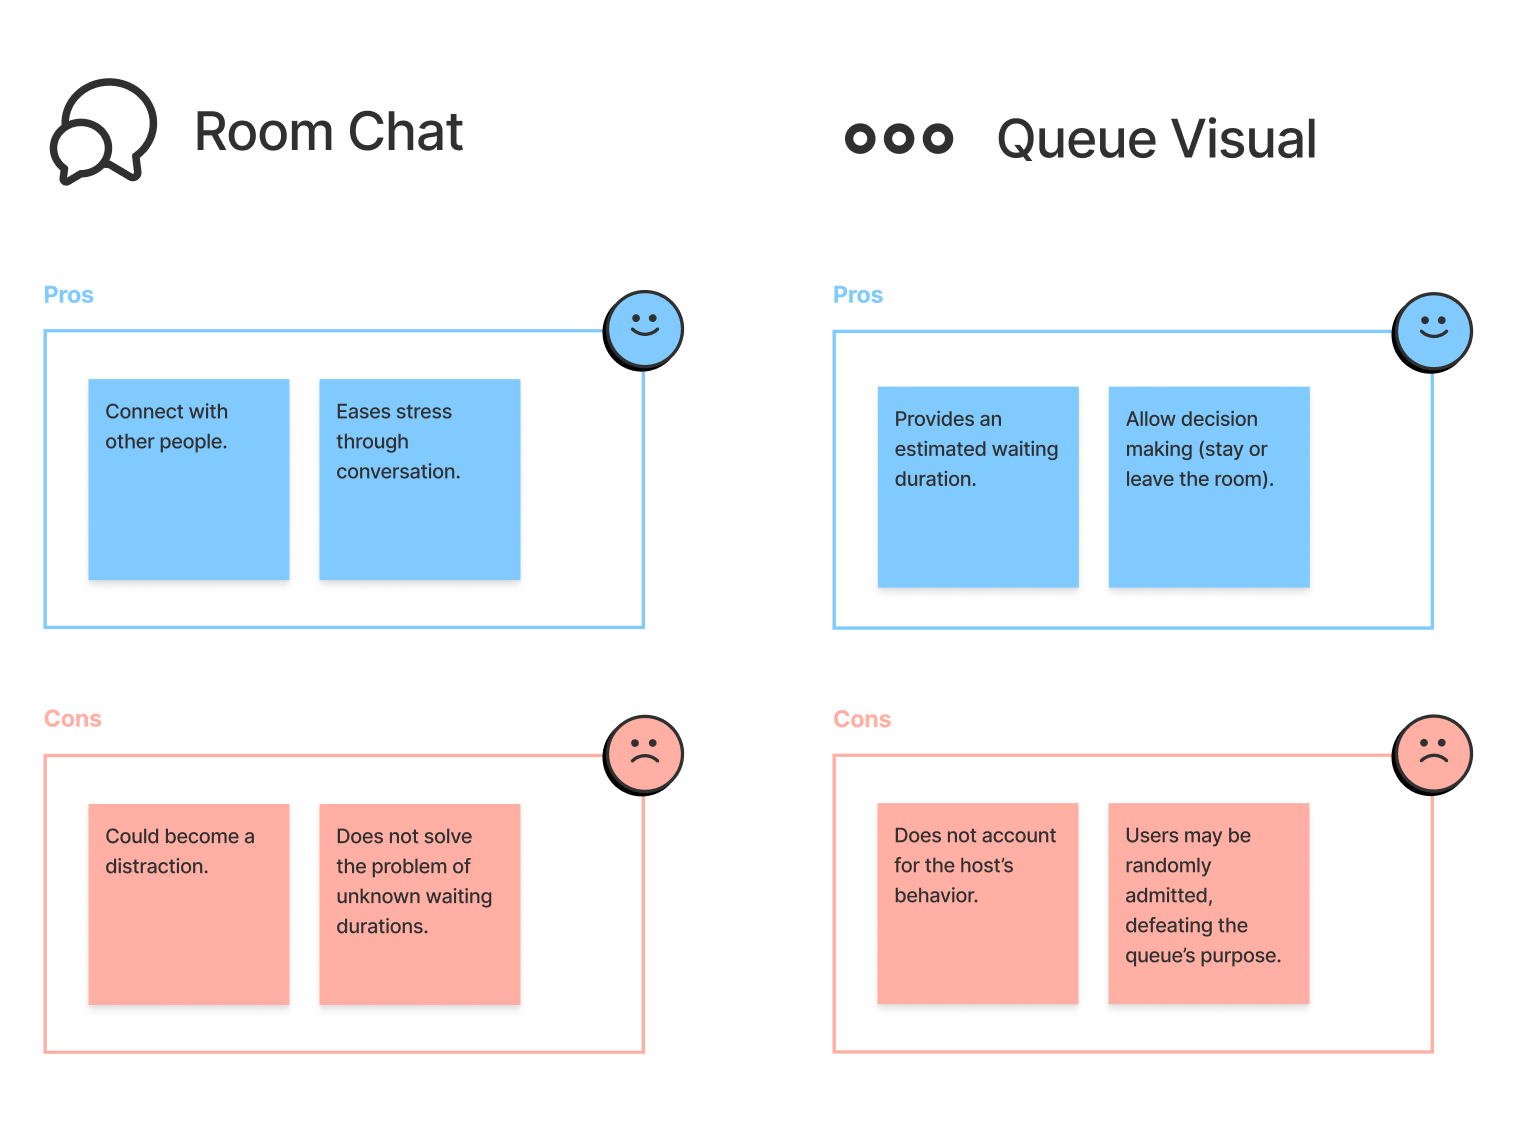 Room Chat
Pros
Connect with
other people.
Eases stress
through
conversation.
Cons
Could become a
distraction.
Does not solve
the problem of
unknown waiting
durations.
Queue Visual
Pros
Provides an
estimated waiting
duration.
Allow decision
making (stay or
leave the room).
Cons
Does not account
for the host’s
behavior.
Users may be
randomly
admitted,
defeating the
queue’s purpose.